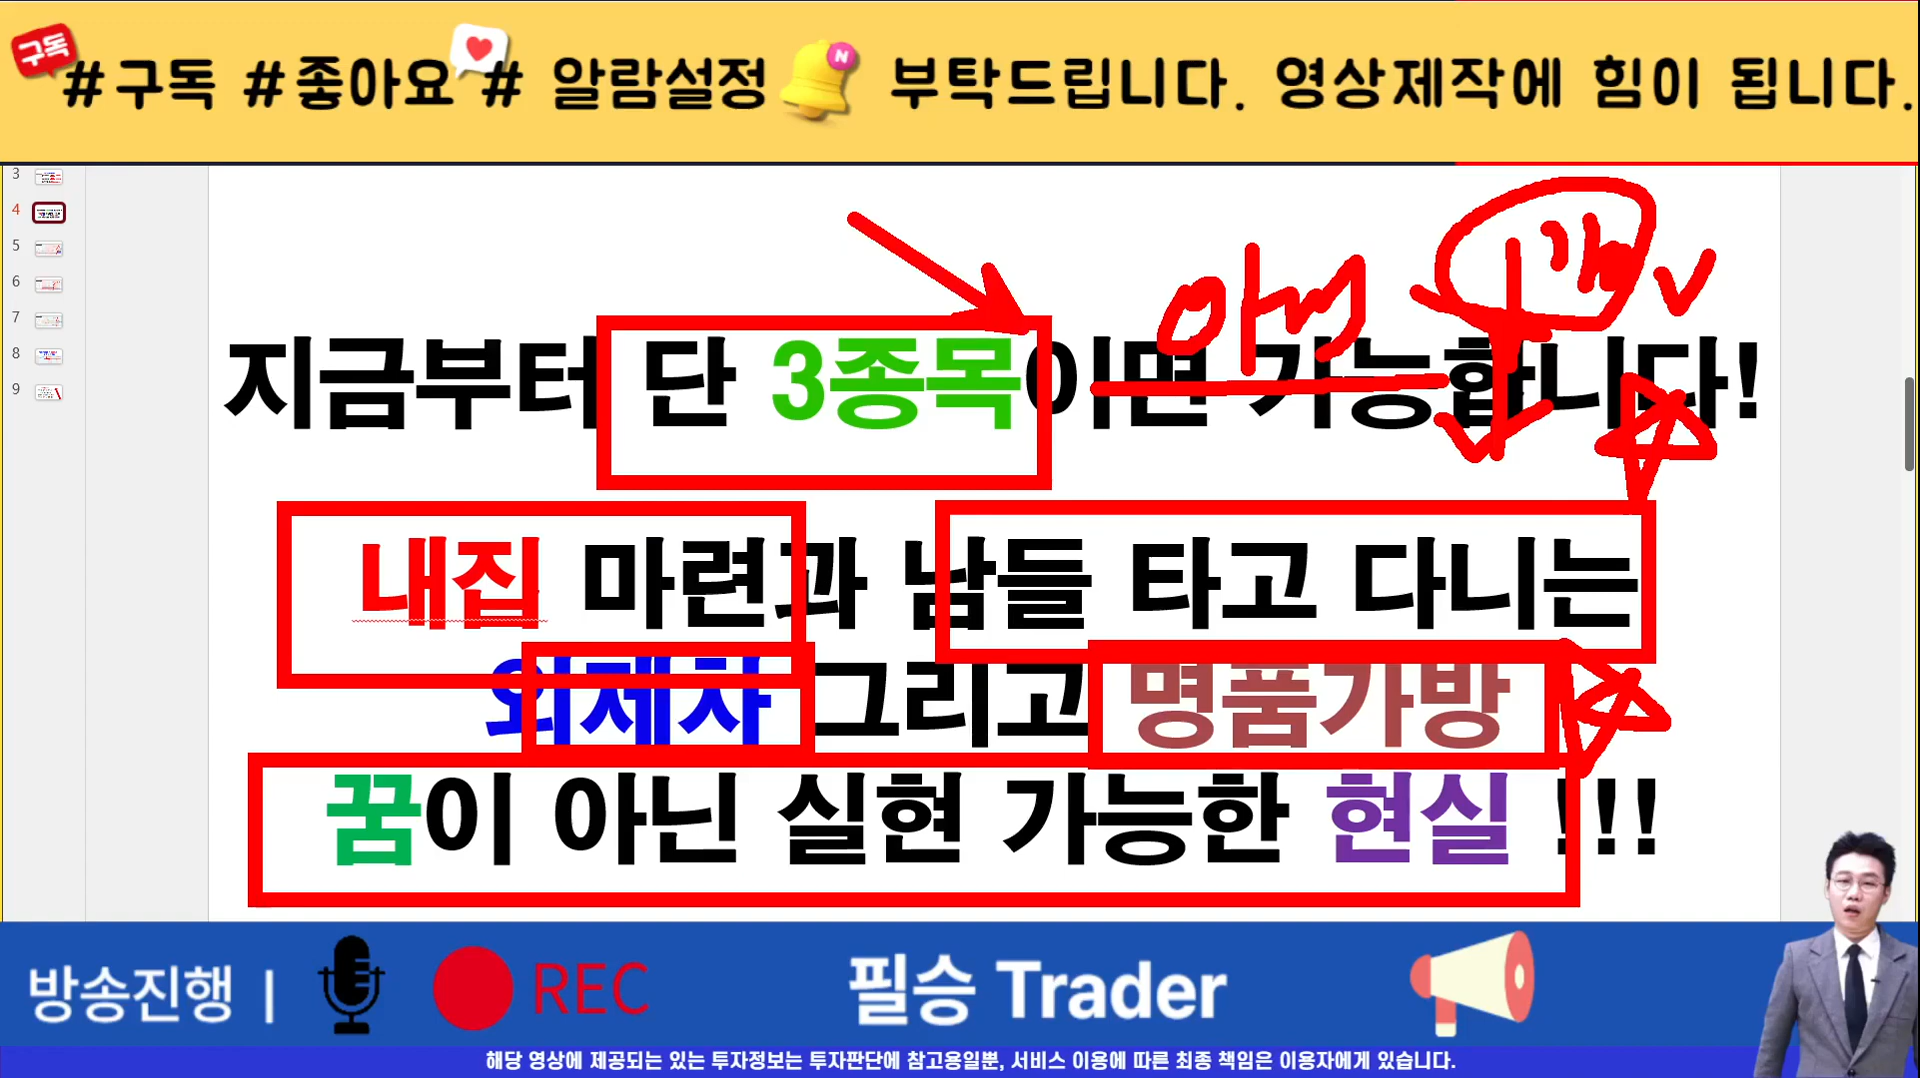 구독
#구독 #좋아요 # 알람설정 N 부탁드립니다. 영상제작에 힘이 됩니다.
3
4
5
6
7
8
9
지금부터 단 3종목이면 가능합니다!
내집 마련과 남들 타고 다니는
외제차 그리고 명품가방
꿈이 아닌 실현 가능한 현실 !!!
방송진행 | REC 필승 Trader
해당 영상에 제공되는 있는 투자정보는 투자판단에 참고용일뿐, 서비스 이용에 따른 최종 책임은 이용자에게 있습니다.